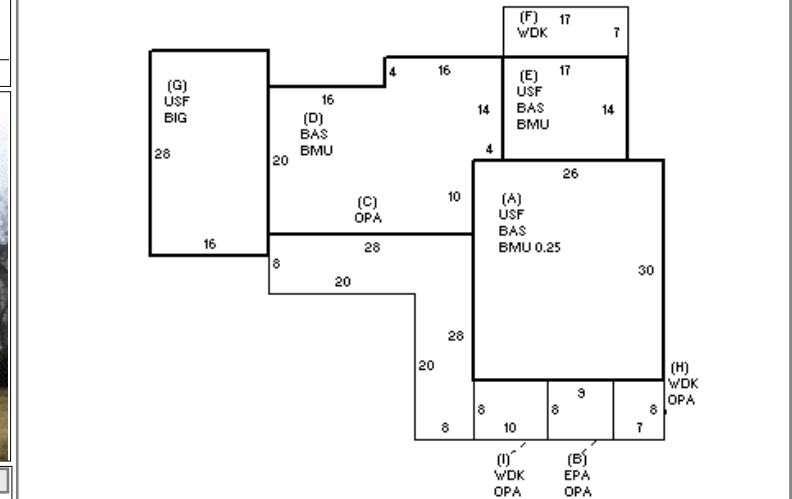 (F) 17
WDK 7
(G)
USF
BIG
28
16
4 16
16
(D)
BAS
BMU
20
14
4
10
(E) 17
USF
BAS
BMU
14
(C)
OPA
28
8
20
28
20
8
26
(A)
USF
BAS
BMU 0.25
30
(H)
WDK
OPA
8
10
9
8
8
7
(I)
WDK
OPA
(B)
EPA
OPA